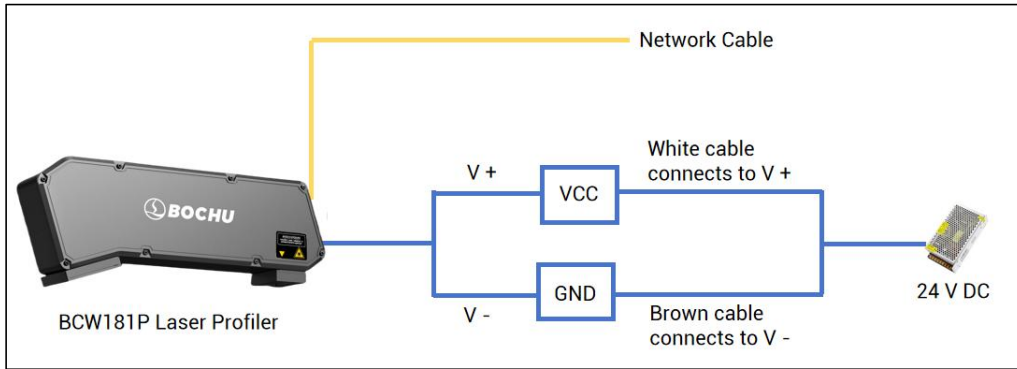 Network Cable
White cable
connects to V +
V +
VCC
BOCHU
GND
24 V DC
V -
Brown cable
connects to V -
BCW181P Laser Profiler